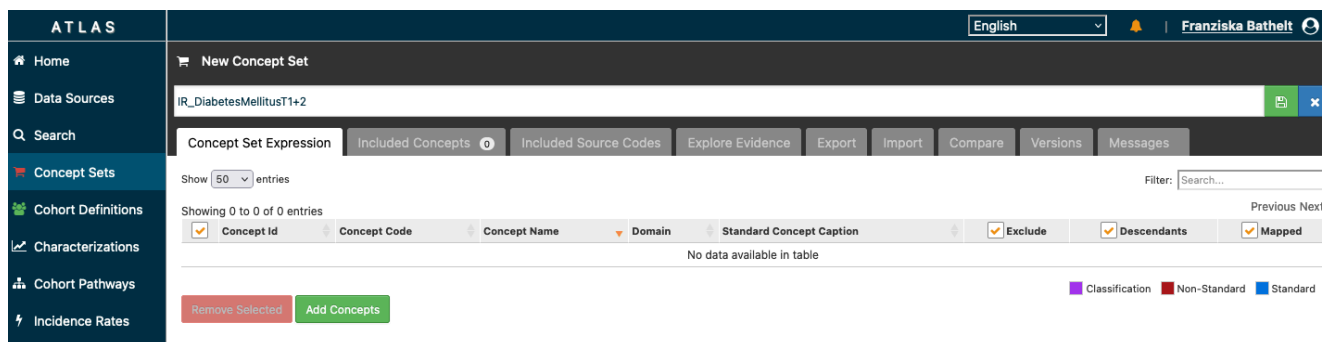 ATLAS
English
| Franziska Bathelt
Home
Data Sources
Search
Concept Sets
Cohort Definitions
Characterizations
Cohort Pathways
Incidence Rates
New Concept Set
IR_DiabetesMellitusT1+2
Concept Set Expression Included Concepts 0 Included Source Codes Explore Evidence Export Import Compare Versions Messages
Show 50 entries
Filter: Search...
Showing 0 to 0 of 0 entries
Previous Next
Concept Id Concept Code Concept Name Domain Standard Concept Caption Exclude Descendants Mapped
No data available in table
Classification Non-Standard Standard
Remove Selected Add Concepts